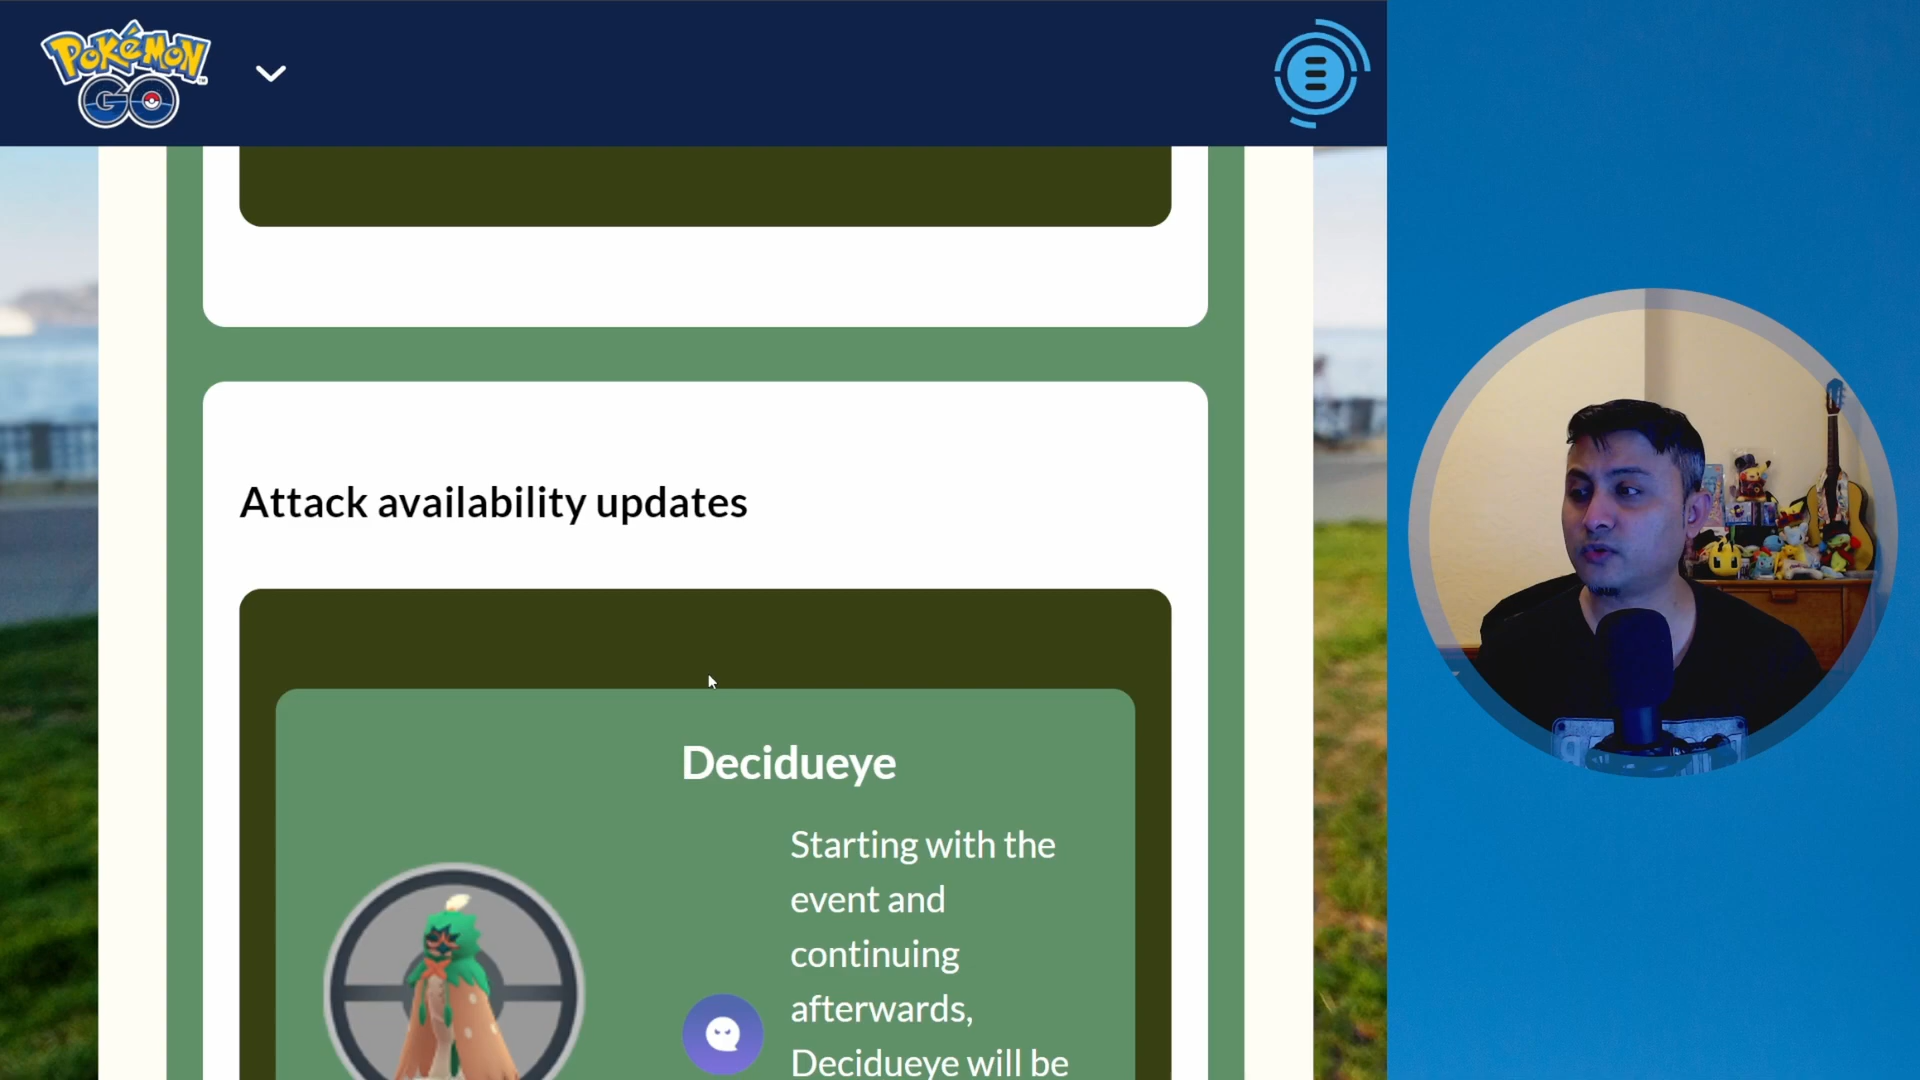 POKÉMON
GO
Attack availability updates
Decidueye
Starting with the
event and
continuing
afterwards,
Decidueye will be